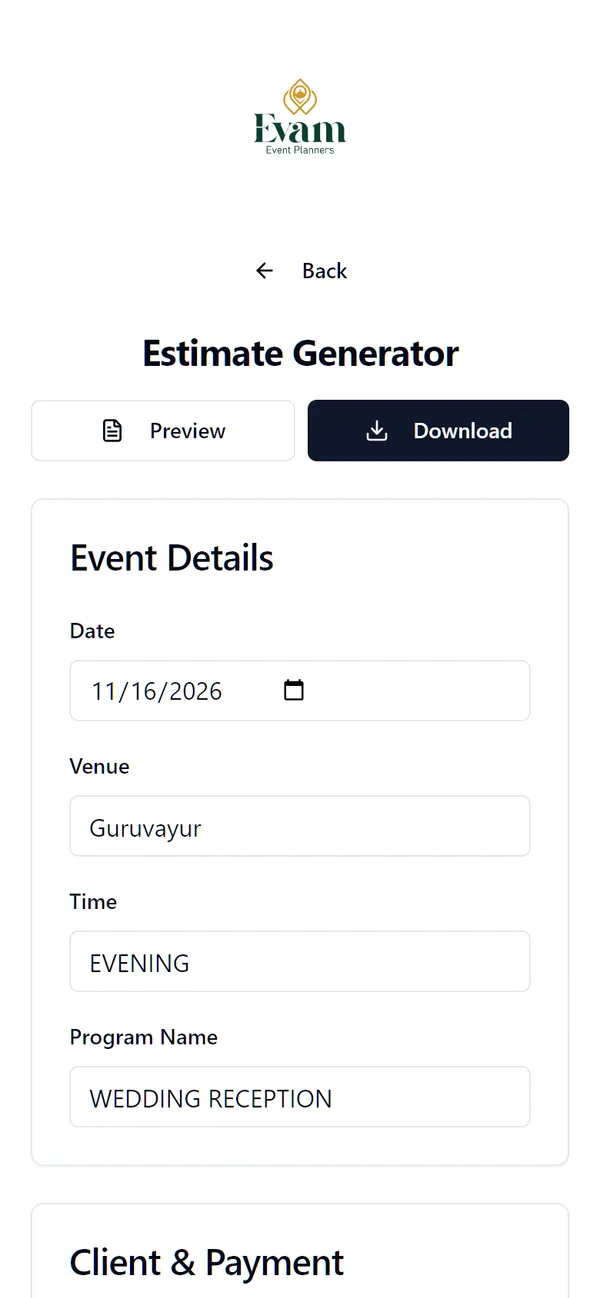 Evam
Event Planners
Back
Estimate Generator
Preview
Download
Event Details
Date
11/16/2026
Venue
Guruvayur
Time
EVENING
Program Name
WEDDING RECEPTION
Client & Payment